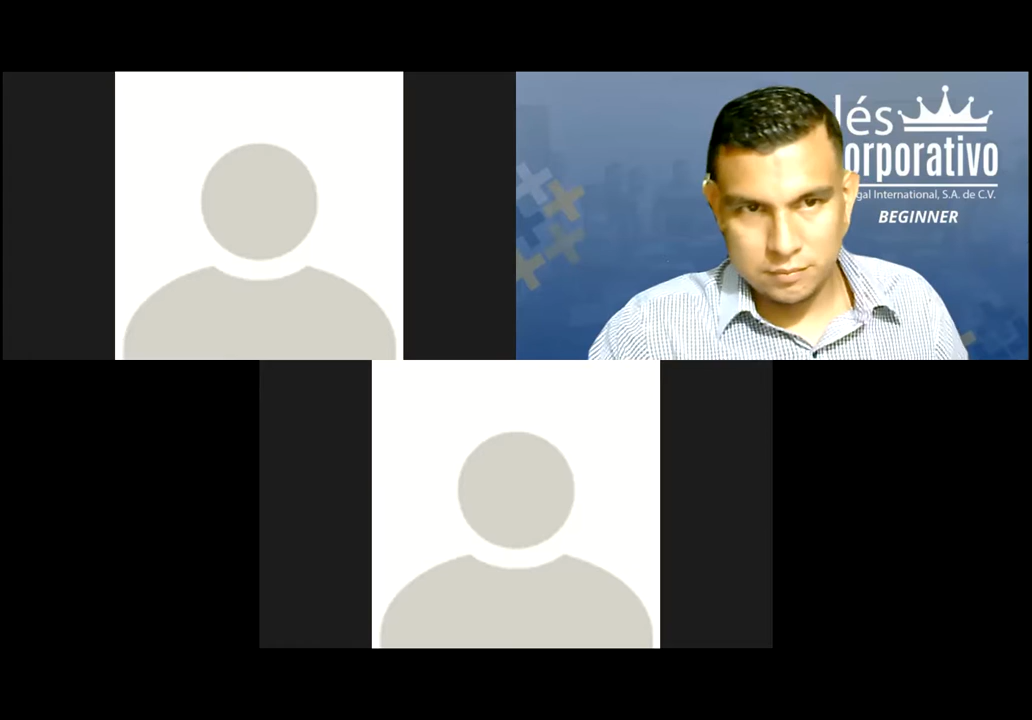 lés
orporativo
gal International, S.A. de C.V.
BEGINNER